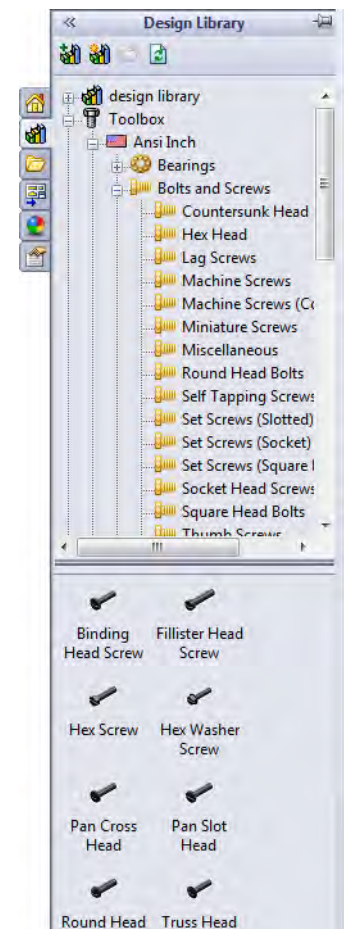 Design Library
design library
Toolbox
Ansi Inch
Bearings
Bolts and Screws
Countersunk Head
Hex Head
Lag Screws
Machine Screws
Machine Screws (Co
Miniature Screws
Miscellaneous
Round Head Bolts
Self Tapping Screws
Set Screws (Slotted)
Set Screws (Socket)
Set Screws (Square
Socket Head Screws
Square Head Bolts
Thumb Screws
Binding Fillister Head
Head Screw Screw
Hex Screw Hex Washer
Screw
Pan Cross Pan Slot
Head Head
Round Head Truss Head